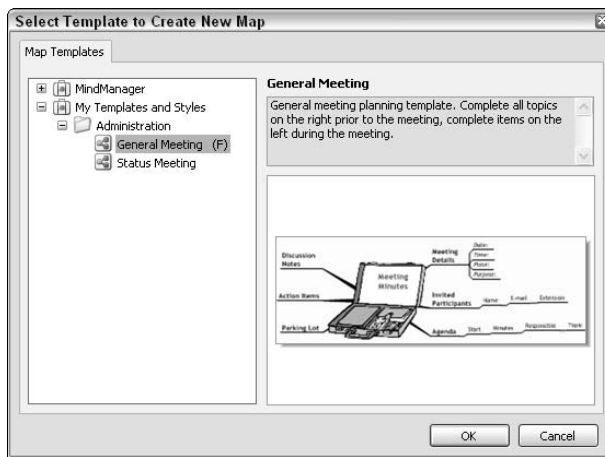 Select Template to Create New Map
Map Templates
MindManager
My Templates and Styles
Administration
General Meeting (F)
Status Meeting
General Meeting
General meeting planning template. Complete all topics
on the right prior to the meeting, complete items on the
left during the meeting.
Discussion
Notes
Action Items
Parking Lot
Meeting
Minutes
Meeting
Details
Date:
Time:
Place:
Purpose:
Invited
Participants
Name
E-mail
Extension
Agenda
Start
Minutes
Responsible
Topic
OK
Cancel